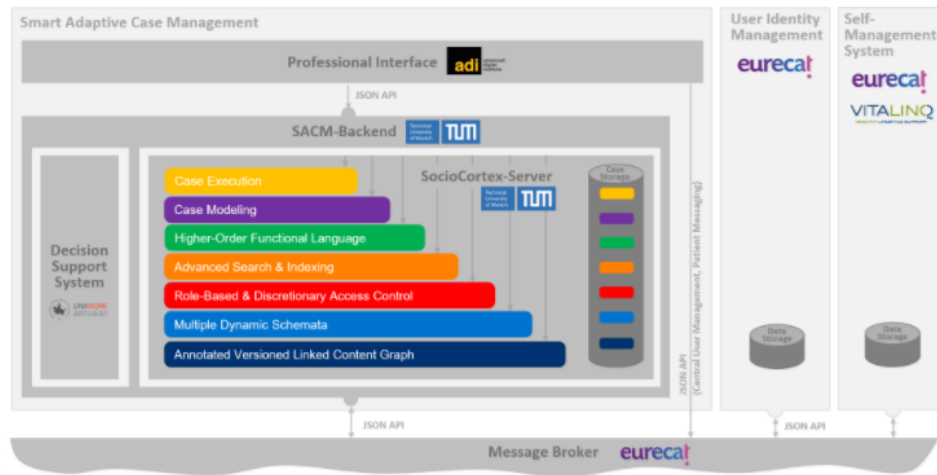 Smart Adaptive Case Management
User Identity
Management
eurecat
Self-
Management
System
eurecat
VITALINQ
Professional Interface
adi
JSON API
SACM-Backend
Technical
University
of Munich
TUM
SocioCortex-Server
Technical
University
of Munich
TUM
Case
Storage
Case Execution
Case Modeling
Higher-Order Functional Language
Advanced Search & Indexing
Role-Based & Discretionary Access Control
Multiple Dynamic Schemata
Annotated Versioned Linked Content Graph
Decision
Support
System
JSON API
(Central User Management, Patient Messaging)
Data
Storage
Data
Storage
JSON API
JSON API
Message Broker
eurecat